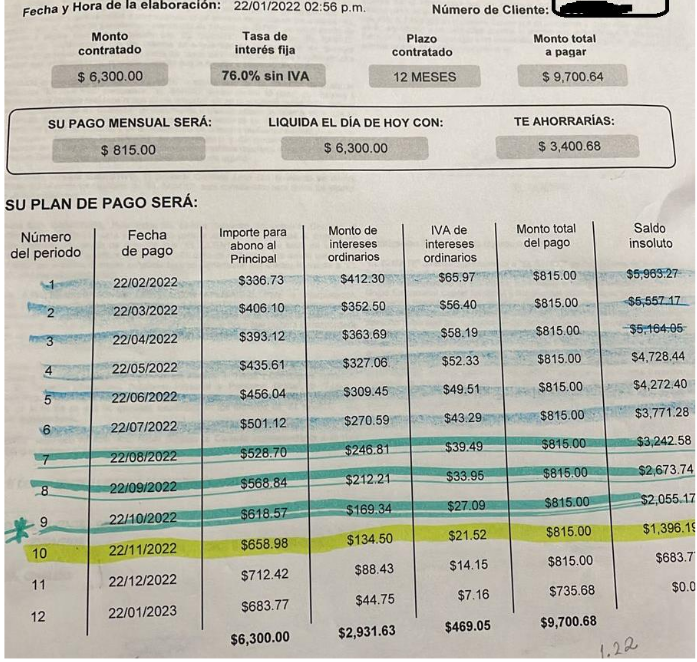 Fecha y Hora de la elaboración: 22/01/2022 02:56 p.m. Número de Cliente:
Monto contratado Tasa de interés fija Plazo contratado Monto total a pagar
$ 6,300.00 76.0% sin IVA 12 MESES $ 9,700.64
SU PAGO MENSUAL SERÁ: LIQUIDA EL DÍA DE HOY CON: TE AHORRARÍAS:
$ 815.00 $ 6,300.00 $ 3,400.68
SU PLAN DE PAGO SERÁ:
Número del periodo Fecha de pago Importe para abono al Principal Monto de intereses ordinarios IVA de intereses ordinarios Monto total del pago Saldo insoluto
1 22/02/2022 $336.73 $412.30 $65.97 $815.00 $5,963.27
2 22/03/2022 $406.10 $352.50 $56.40 $815.00 $5,557.17
3 22/04/2022 $393.12 $363.69 $58.19 $815.00 $5,164.05
4 22/05/2022 $435.61 $327.06 $52.33 $815.00 $4,728.44
5 22/06/2022 $456.04 $309.45 $49.51 $815.00 $4,272.40
6 22/07/2022 $501.12 $270.59 $43.29 $815.00 $3,771.28
7 22/08/2022 $528.70 $246.81 $39.49 $815.00 $3,242.58
8 22/09/2022 $568.84 $212.21 $33.95 $815.00 $2,673.74
9 22/10/2022 $618.57 $169.34 $27.09 $815.00 $2,055.17
10 22/11/2022 $658.98 $134.50 $21.52 $815.00 $1,396.19
11 22/12/2022 $712.42 $88.43 $14.15 $815.00 $683.7
12 22/01/2023 $683.77 $44.75 $7.16 $735.68 $0.0
$6,300.00 $2,931.63 $469.05 $9,700.68
1.22